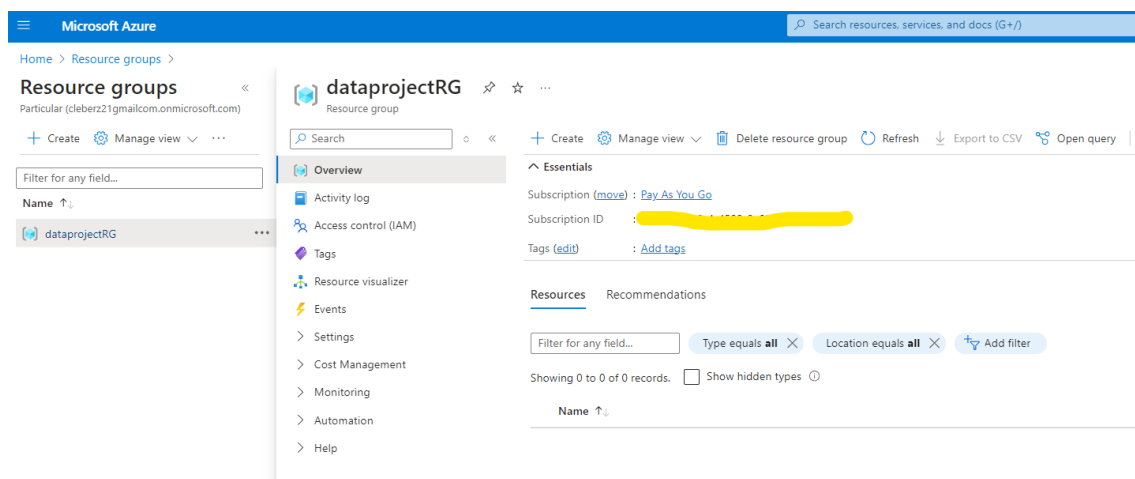 Microsoft Azure
Search resources, services, and docs (G+/)
Home > Resource groups >
Resource groups
Particular (cleberz21gmailcom.onmicrosoft.com)
+ Create Manage view ...
Filter for any field...
Name ↑↓
dataprojectRG ...
dataprojectRG ...
Resource group
Search
Overview
Activity log
Access control (IAM)
Tags
Resource visualizer
Events
> Settings
> Cost Management
> Monitoring
> Automation
> Help
+ Create Manage view Delete resource group Refresh Export to CSV Open query
Essentials
Subscription (move) : Pay As You Go
Subscription ID :
Tags (edit) : Add tags
Resources Recommendations
Filter for any field... Type equals all Location equals all Add filter
Showing 0 to 0 of 0 records. Show hidden types
Name ↑↓